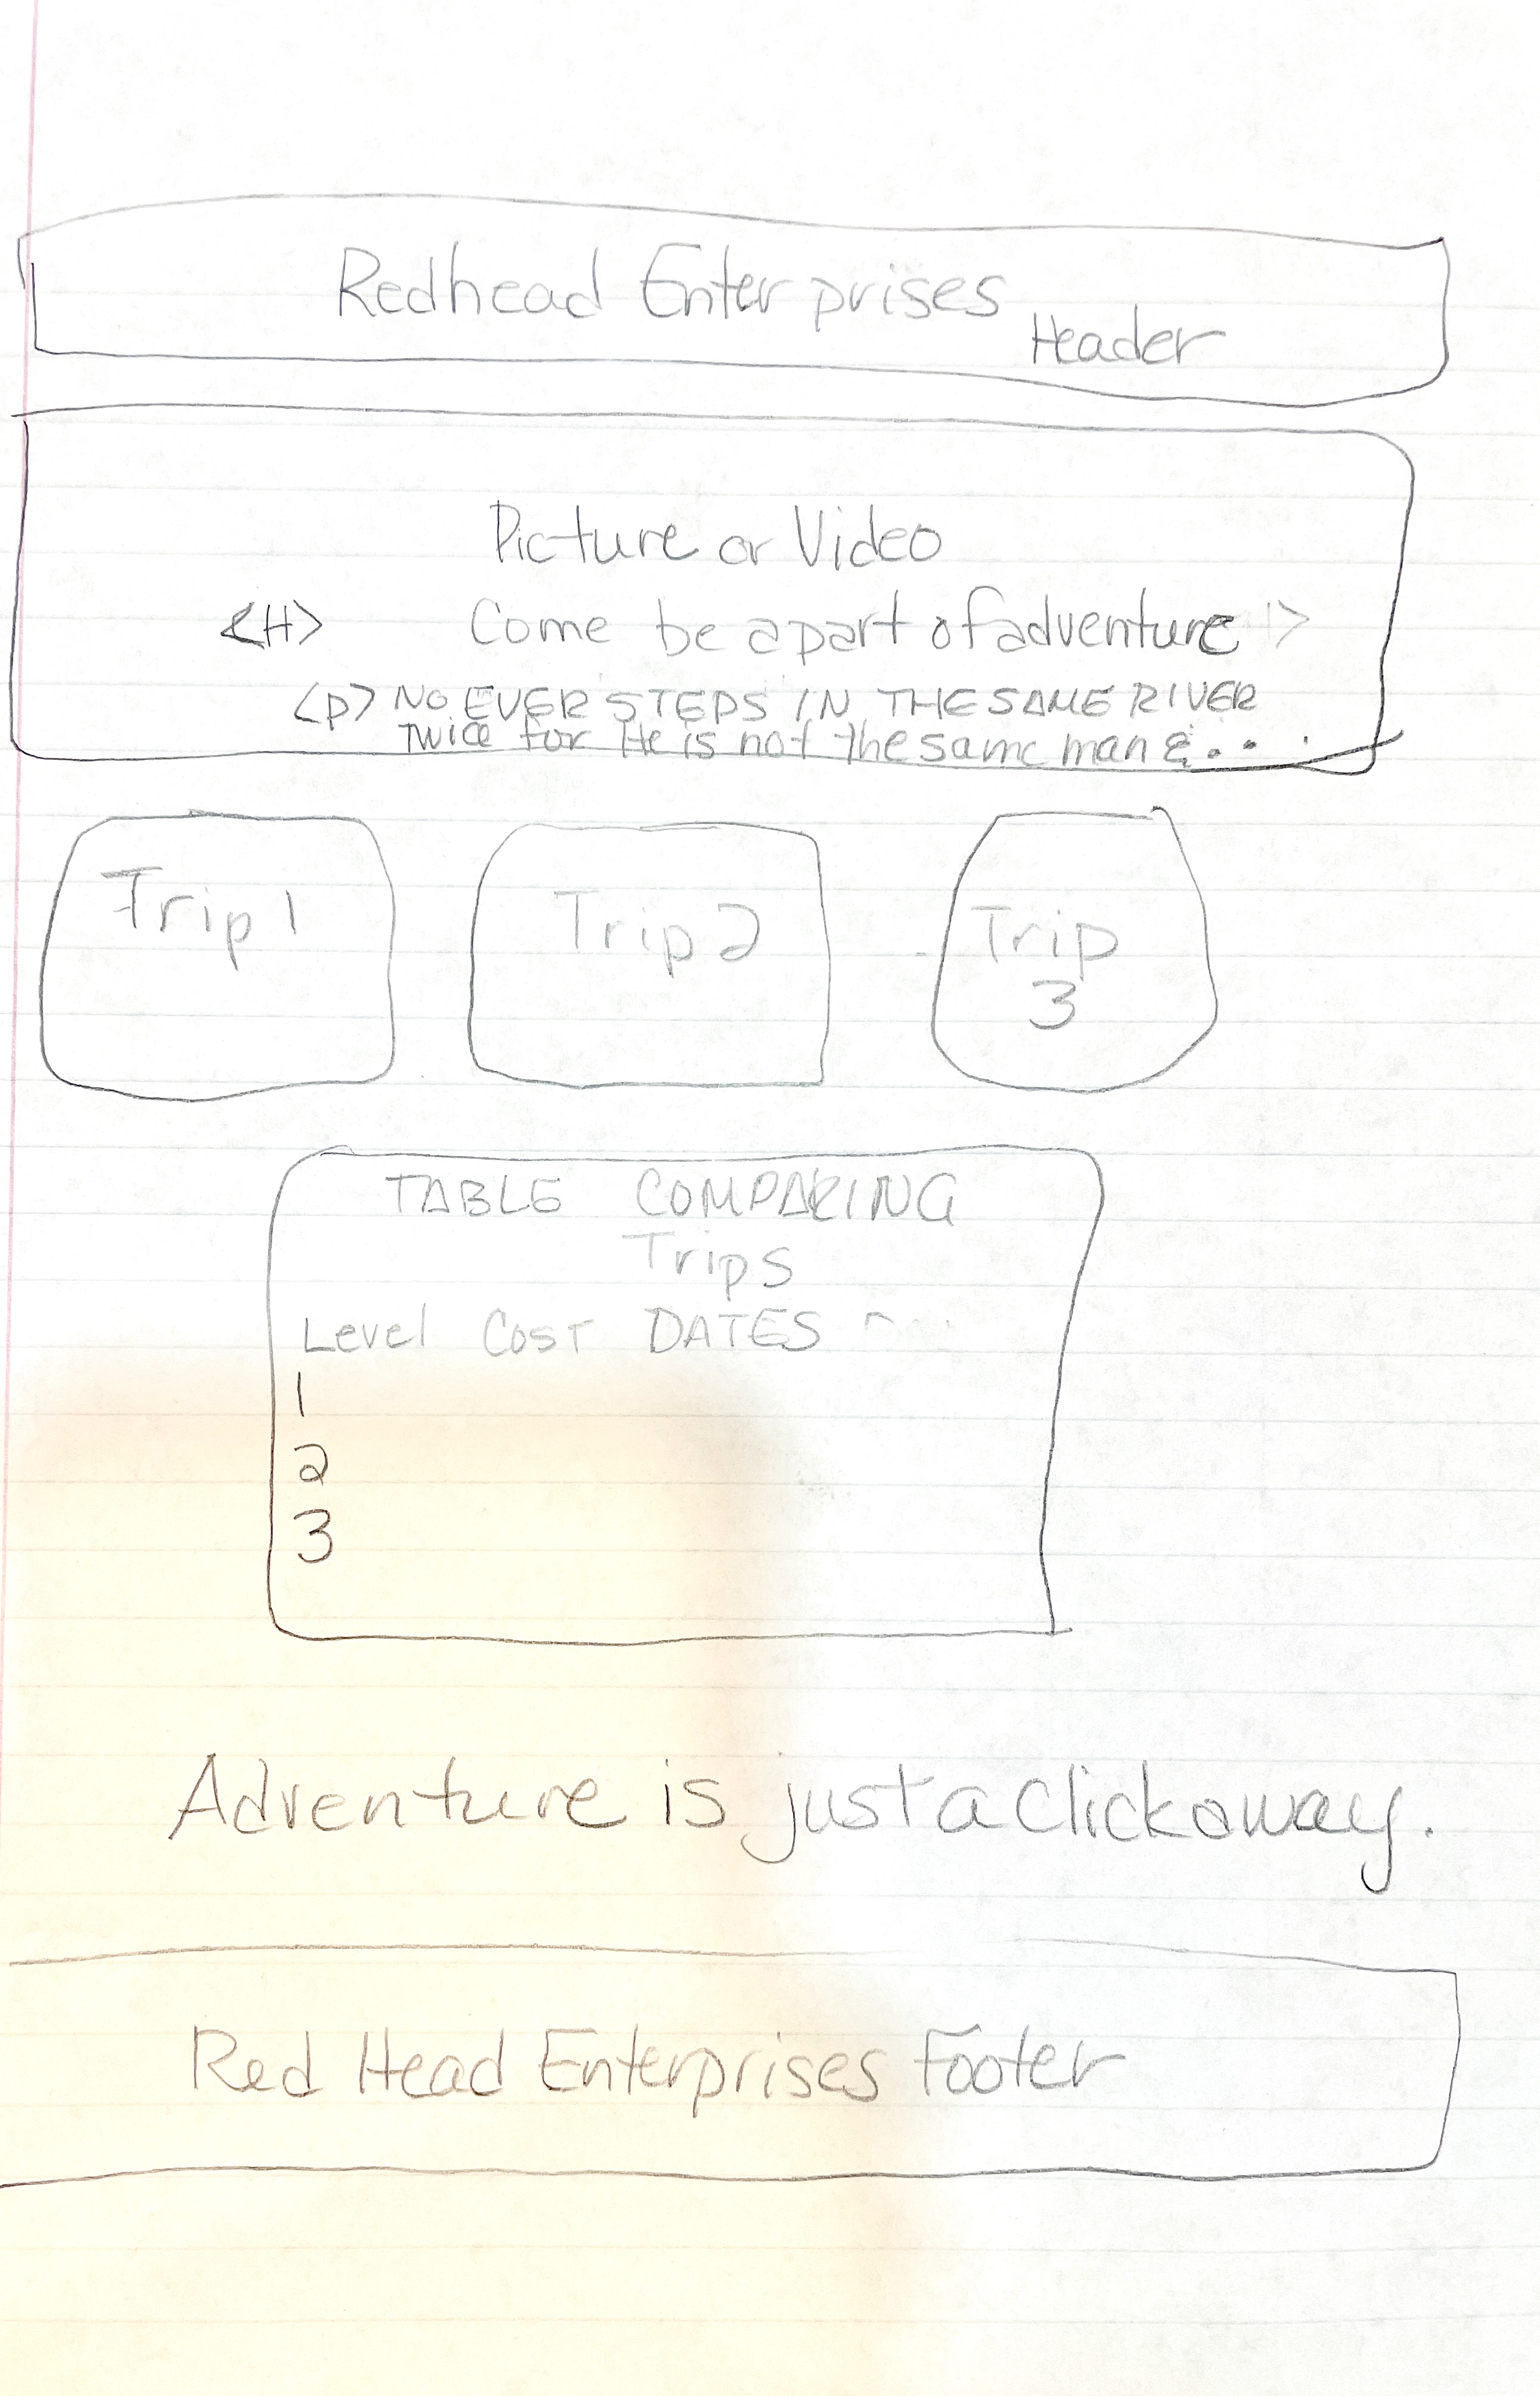 Redhead Enterprises
Header
Picture or Video
<H> Come be a part of adventure >
<p> NO EVER STEPS IN THE SAME RIVER
TWICE for He is not the same man & ...
Trip 1
Trip 2
Trip
3
TABLE COMPARING
Trips
Level COST DATES ...
1
2
3
Adventure is just a click away.
Red Head Enterprises Footer